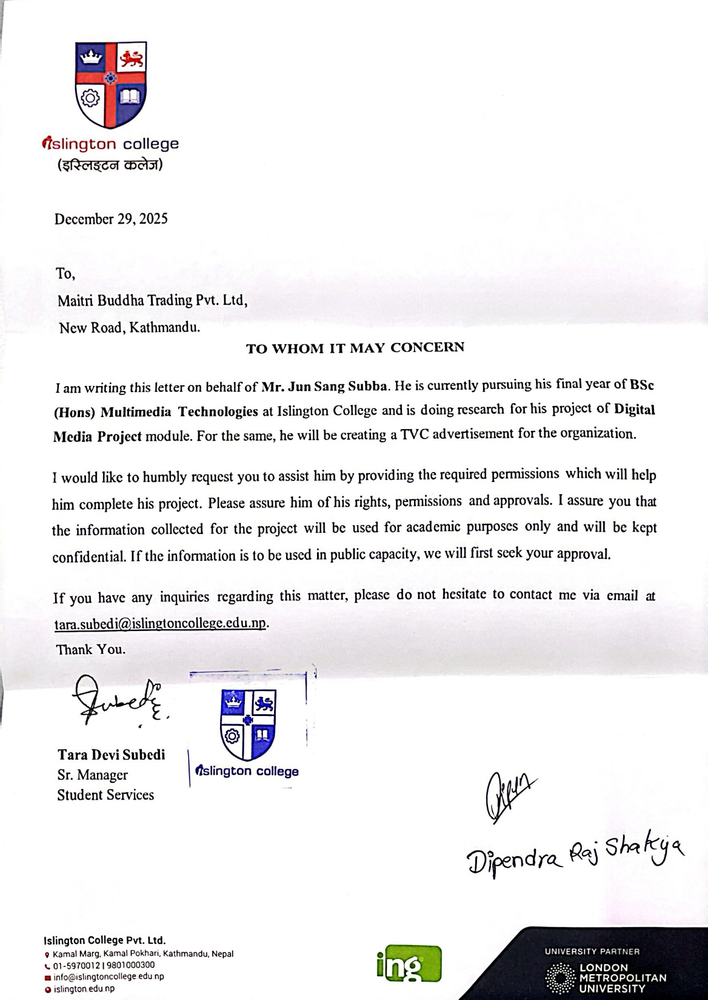 islington college
(इस्लिङ्टन कलेज)
December 29, 2025
To,
Maitri Buddha Trading Pvt. Ltd,
New Road, Kathmandu.
TO WHOM IT MAY CONCERN
I am writing this letter on behalf of Mr. Jun Sang Subba. He is currently pursuing his final year of BSc
(Hons) Multimedia Technologies at Islington College and is doing research for his project of Digital
Media Project module. For the same, he will be creating a TVC advertisement for the organization.
I would like to humbly request you to assist him by providing the required permissions which will help
him complete his project. Please assure him of his rights, permissions and approvals. I assure you that
the information collected for the project will be used for academic purposes only and will be kept
confidential. If the information is to be used in public capacity, we will first seek your approval.
If you have any inquiries regarding this matter, please do not hesitate to contact me via email at
tara.subedi@islingtoncollege.edu.np.
Thank You.
Subedi
Tara Devi Subedi
Sr. Manager
Student Services
islington college
Dipen
Dipendra Raj Shakya
Islington College Pvt. Ltd.
Kamal Marg, Kamal Pokhari, Kathmandu, Nepal
01-5970012 | 9801000300
info@islingtoncollege.edu.np
islington.edu.np
ing
UNIVERSITY PARTNER
LONDON
METROPOLITAN
UNIVERSITY